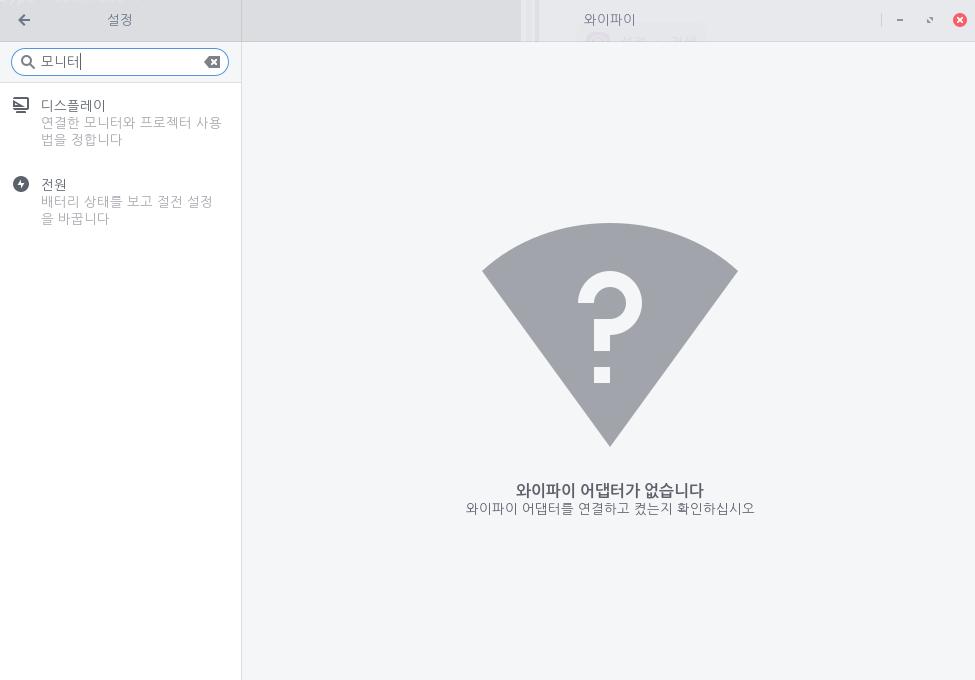 설정
와이파이
모니터
디스플레이
연결한 모니터와 프로젝터 사용
법을 정합니다
전원
배터리 상태를 보고 절전 설정
을 바꿉니다
와이파이 어댑터가 없습니다
와이파이 어댑터를 연결하고 켰는지 확인하십시오